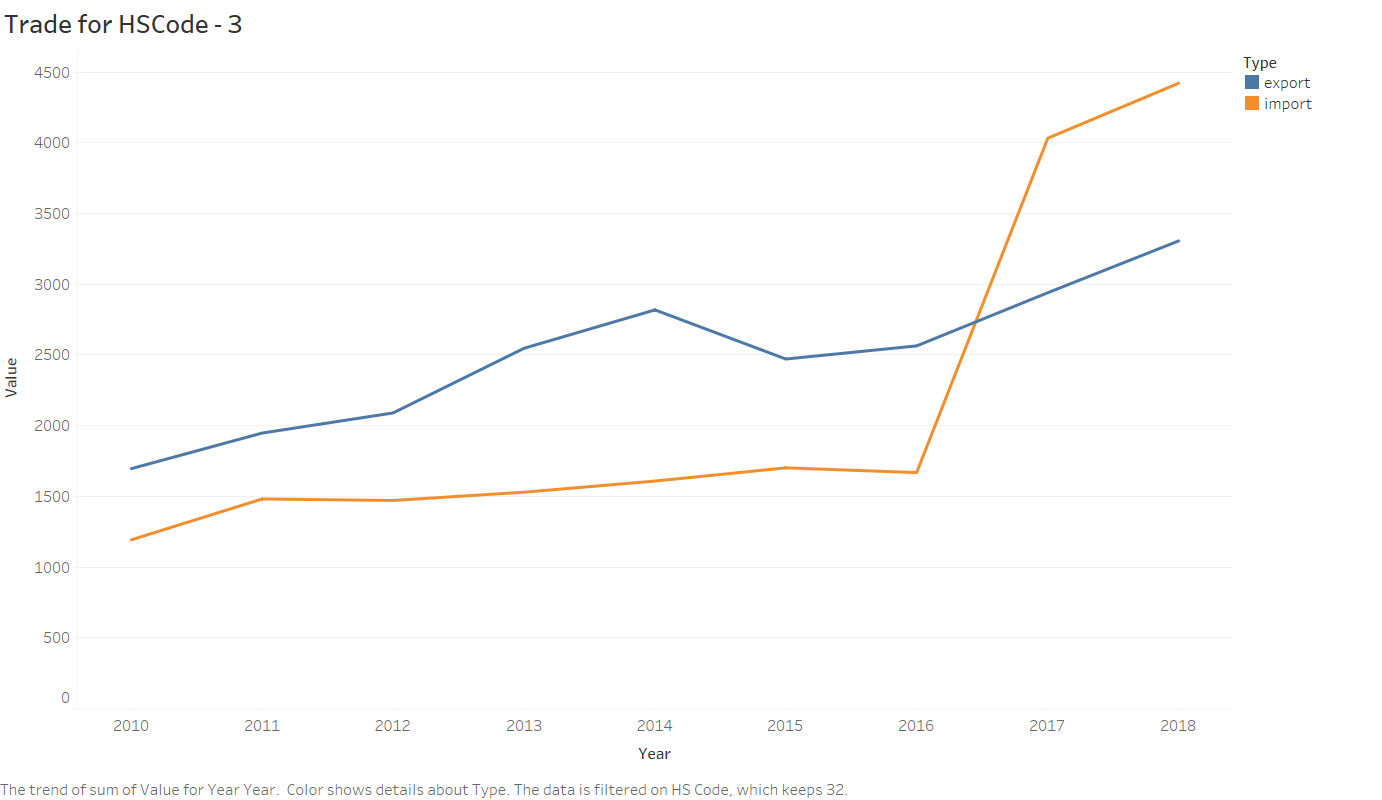 Trade for HSCode - 3
Type
export
import
4500
4000
3500
3000
2500
2000
1500
1000
500
0
Value
2010 2011 2012 2013 2014 2015 2016 2017 2018
Year
The trend of sum of Value for Year Year.  Color shows details about Type. The data is filtered on HS Code, which keeps 32.